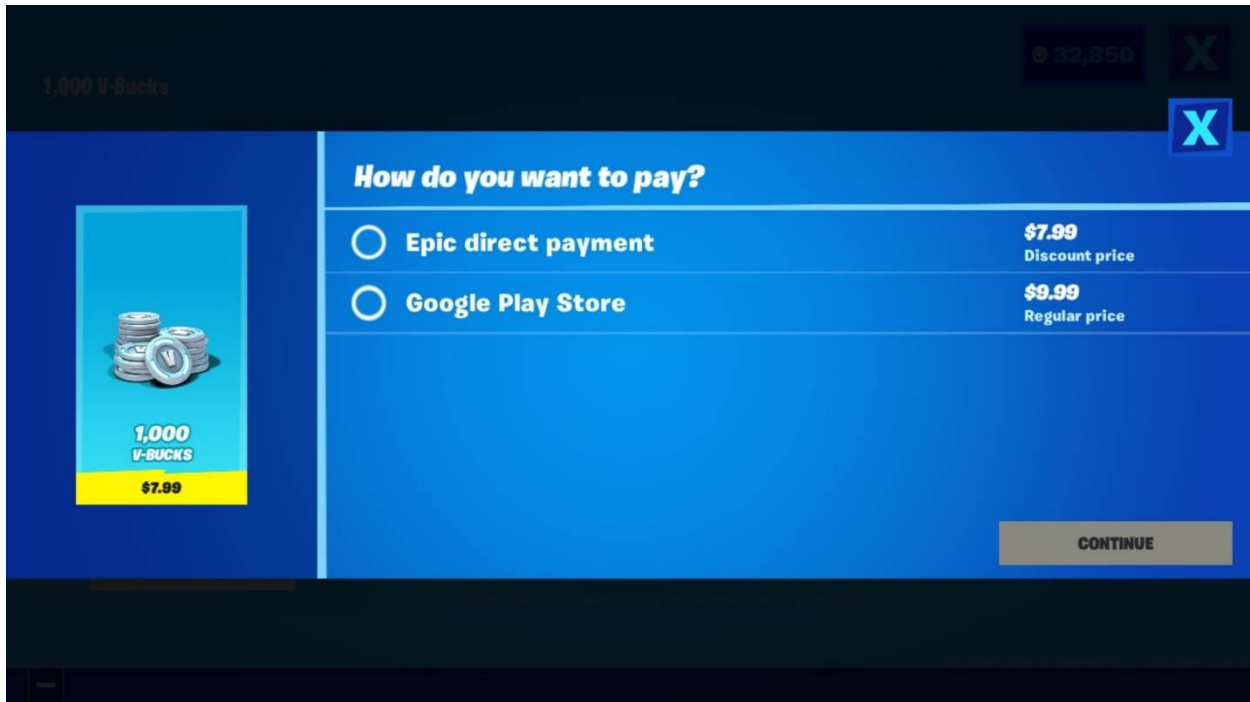 1,000 V-Bucks
32,850
X
X
How do you want to pay?
Epic direct payment
$7.99
Discount price
Google Play Store
$9.99
Regular price
V
1,000
V-BUCKS
$7.99
CONTINUE